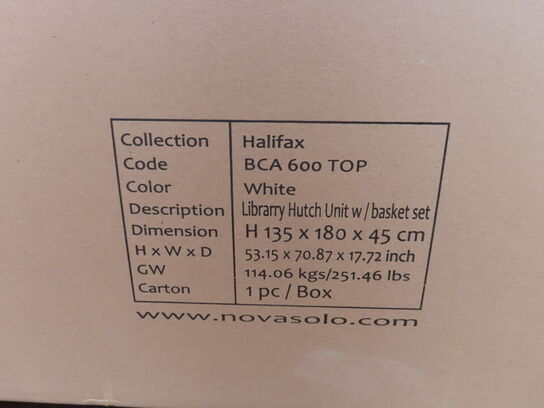 Collection Halifax
Code BCA 600 TOP
Color White
Description Librarry Hutch Unit w/basket set
Dimension H 135 x 180 x 45 cm
H x W x D 53.15 x 70.87 x 17.72 inch
GW 114.06 kgs/251.46 lbs
Carton 1 pc / Box
www.novasolo.com